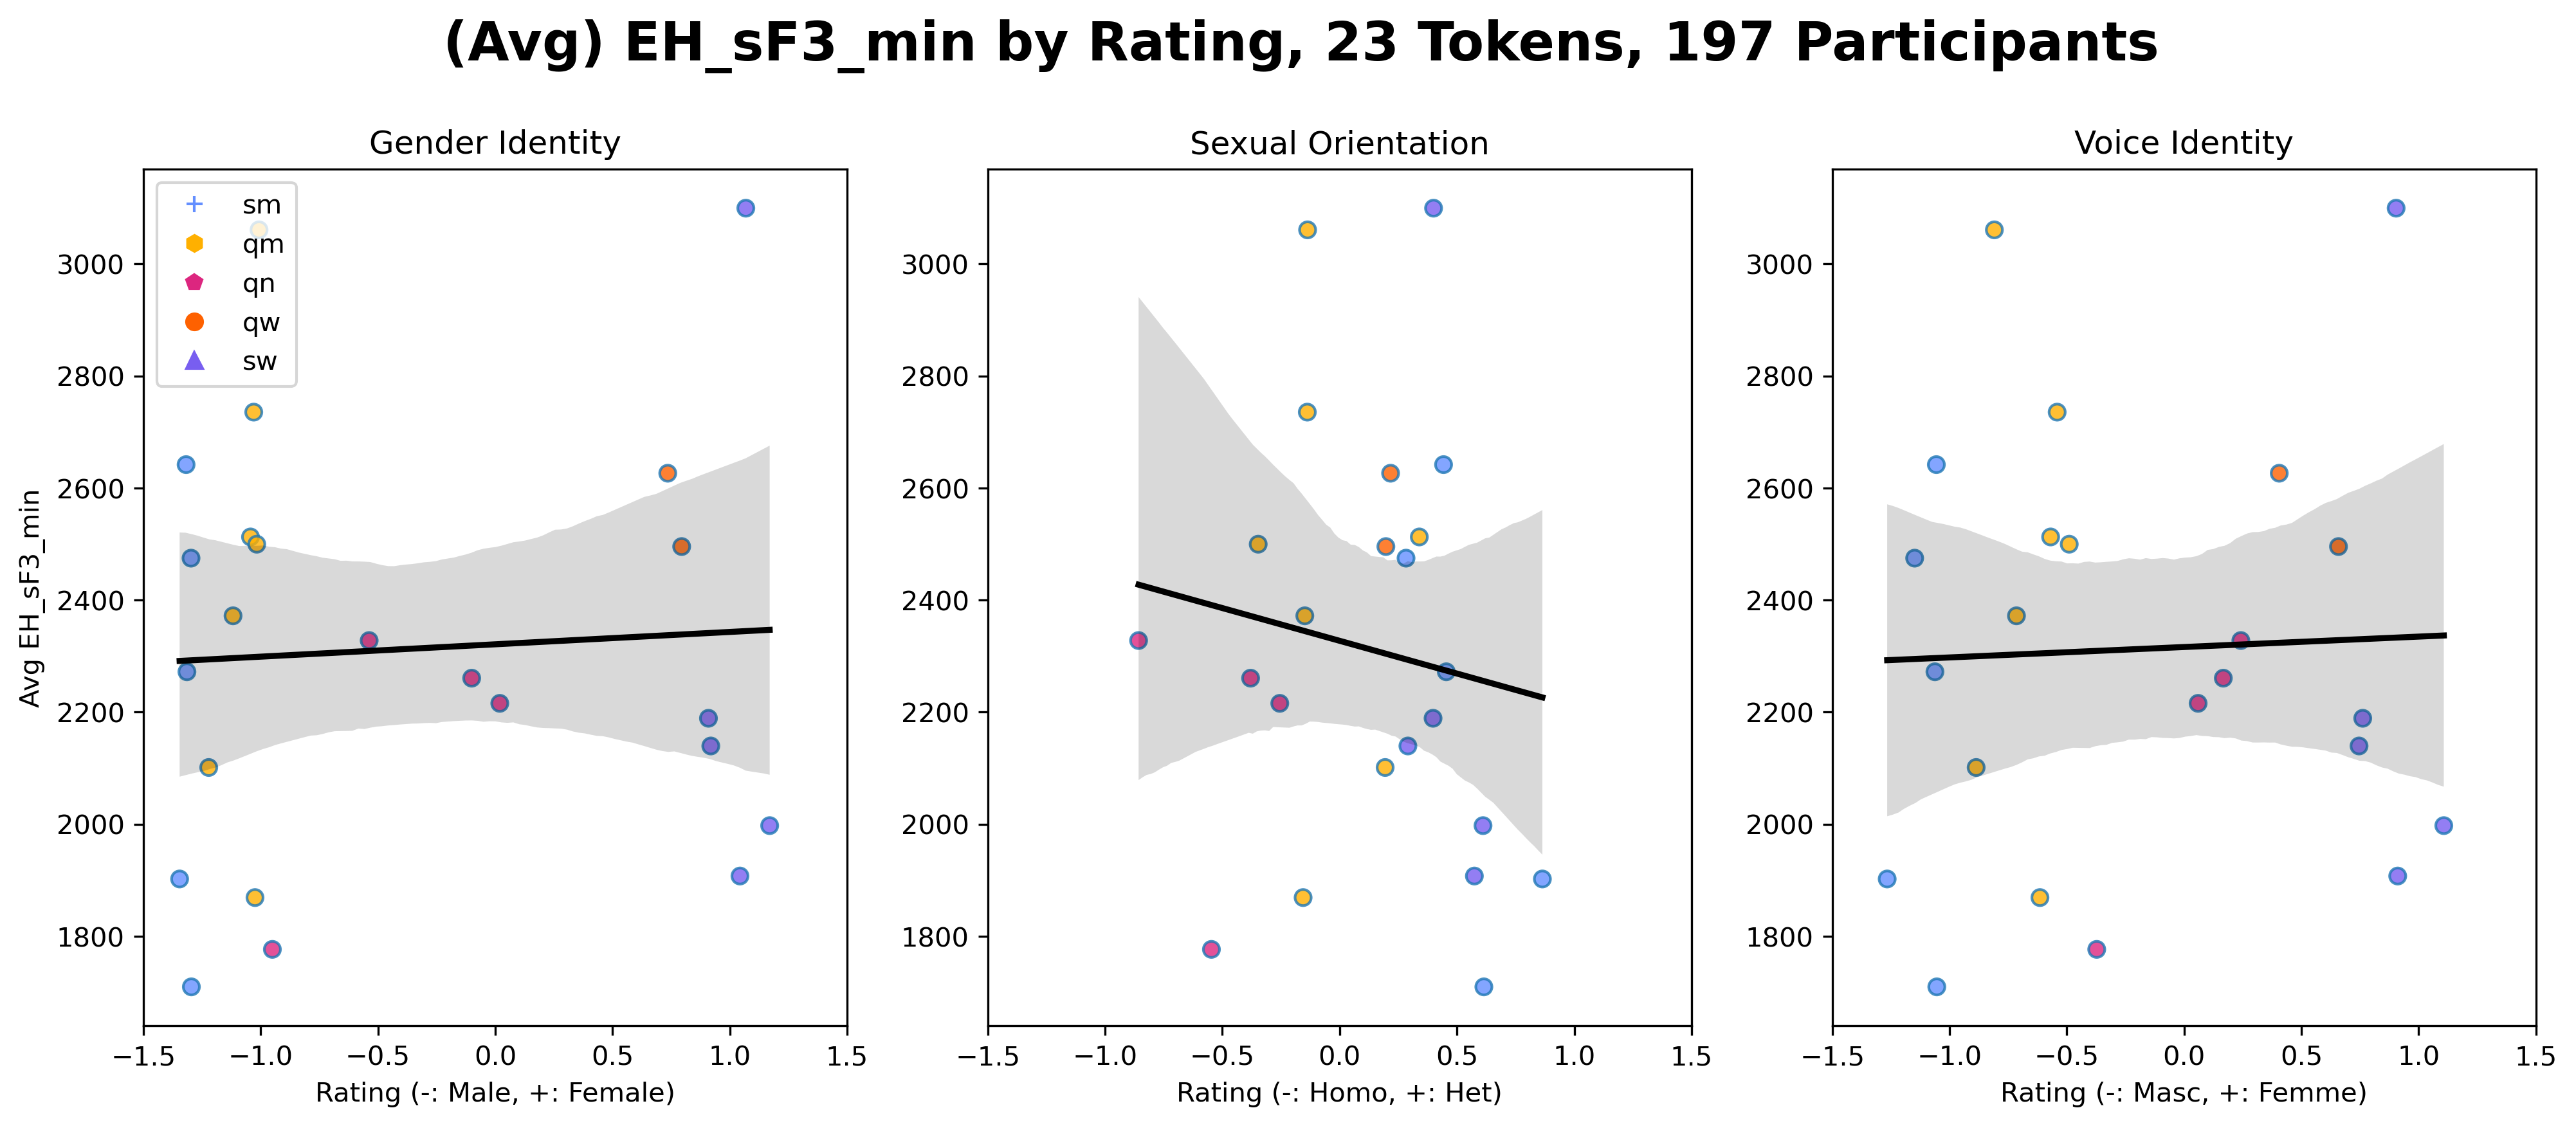 (Avg) EH_sF3_min by Rating, 23 Tokens, 197 Participants
Gender Identity
Sexual Orientation
Voice Identity
sm
qm
qn
qw
sw
Avg EH_sF3_min
3000
2800
2600
2400
2200
2000
1800
−1.5 −1.0 −0.5 0.0 0.5 1.0 1.5
Rating (-: Male, +: Female)
3000
2800
2600
2400
2200
2000
1800
−1.5 −1.0 −0.5 0.0 0.5 1.0 1.5
Rating (-: Homo, +: Het)
3000
2800
2600
2400
2200
2000
1800
−1.5 −1.0 −0.5 0.0 0.5 1.0 1.5
Rating (-: Masc, +: Femme)